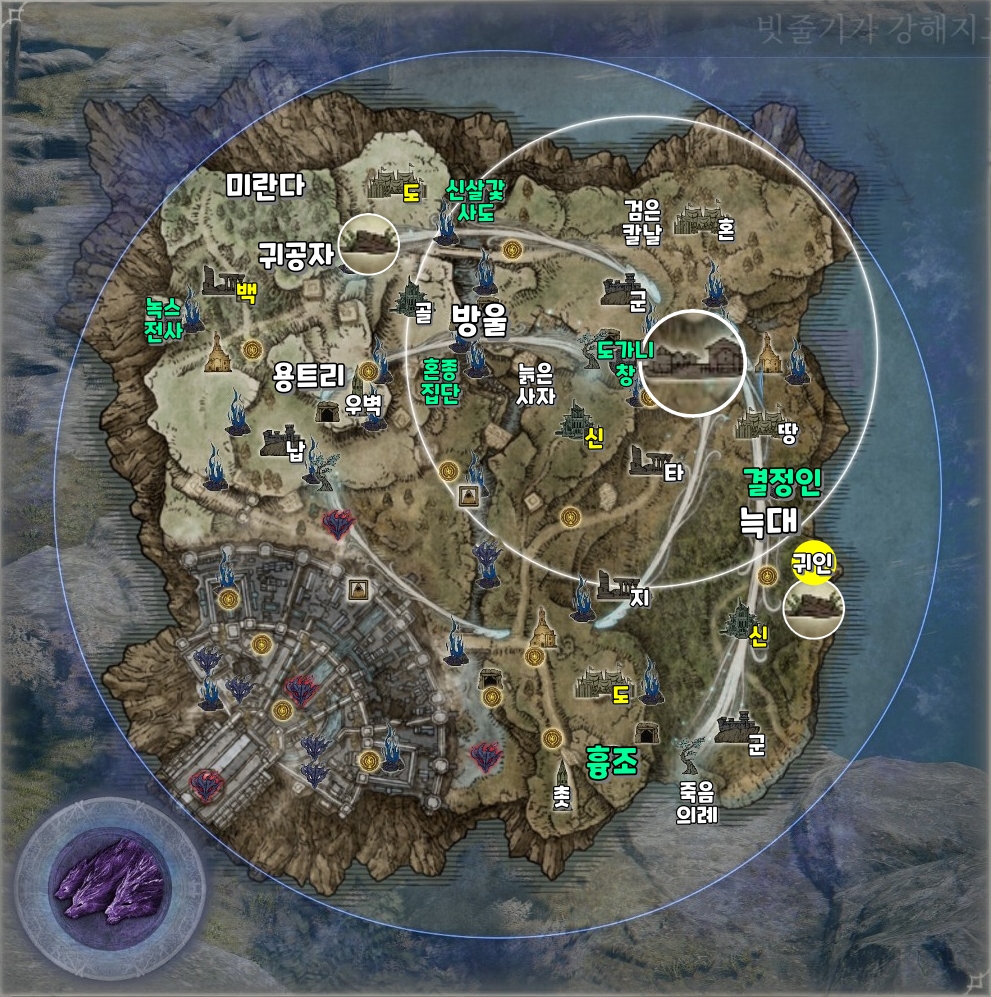 빗줄기가 강해지고
미란다
도
신살갗
사도
검은
칼날
혼
귀공자
백
녹스
전사
골
방울
군
도가니
창
용트리
우벽
혼종
집단
늙은
사자
신
땅
납
타
결정인
늑대
귀인
지
신
도
군
흉조
촛
죽음
의례